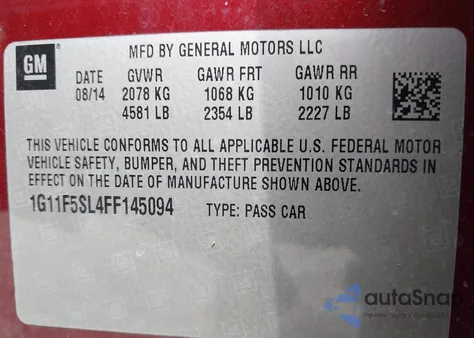 GM
MFD BY GENERAL MOTORS LLC
DATE GVWR GAWR FRT GAWR RR
08/14 2078 KG 1068 KG 1010 KG
4581 LB 2354 LB 2227 LB
THIS VEHICLE CONFORMS TO ALL APPLICABLE U.S. FEDERAL MOTOR
VEHICLE SAFETY, BUMPER, AND THEFT PREVENTION STANDARDS IN
EFFECT ON THE DATE OF MANUFACTURE SHOWN ABOVE.
1G11F5SL4FF145094 TYPE: PASS CAR
autaSnap